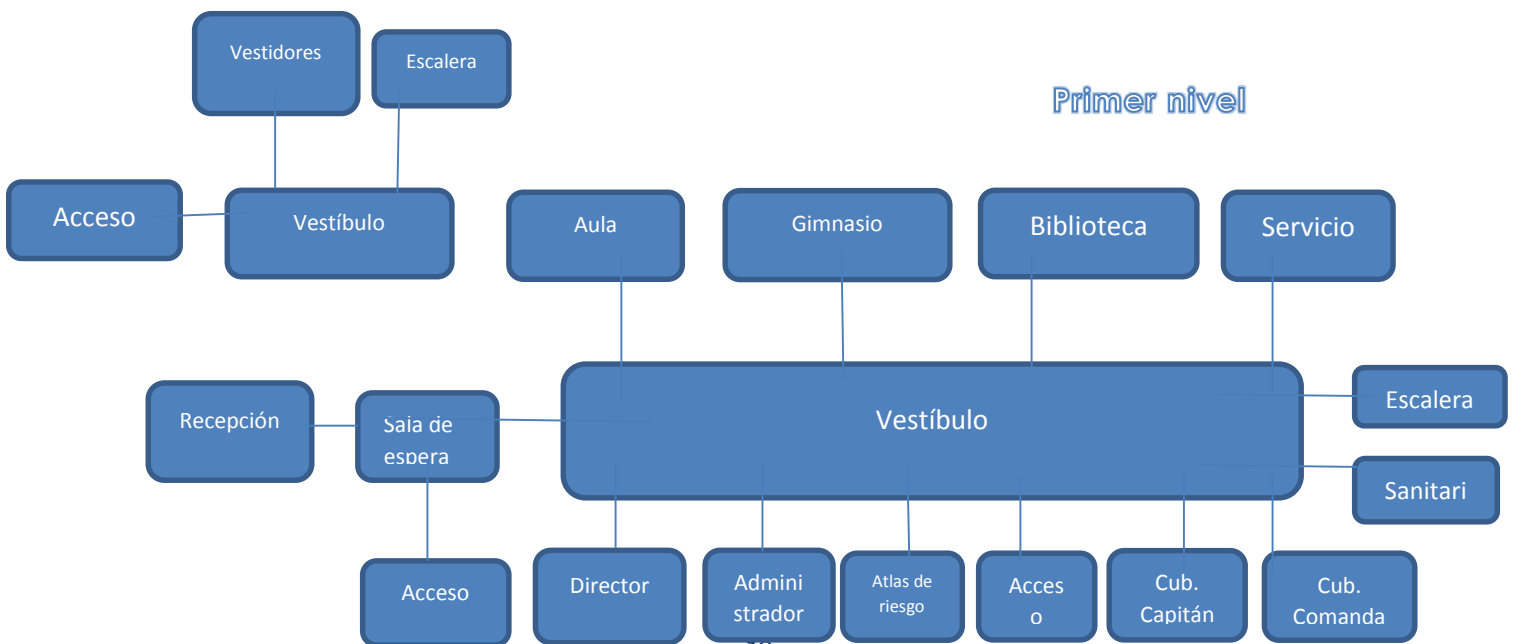 Vestidores
Escalera
Primer nivel
Acceso
Vestíbulo
Aula
Gimnasio
Biblioteca
Servicio
Recepción
Sala de
espera
Vestíbulo
Escalera
Sanitari
Acceso
Director
Admini
strador
Atlas de
riesgo
Acces
o
Cub.
Capitán
Cub.
Comanda